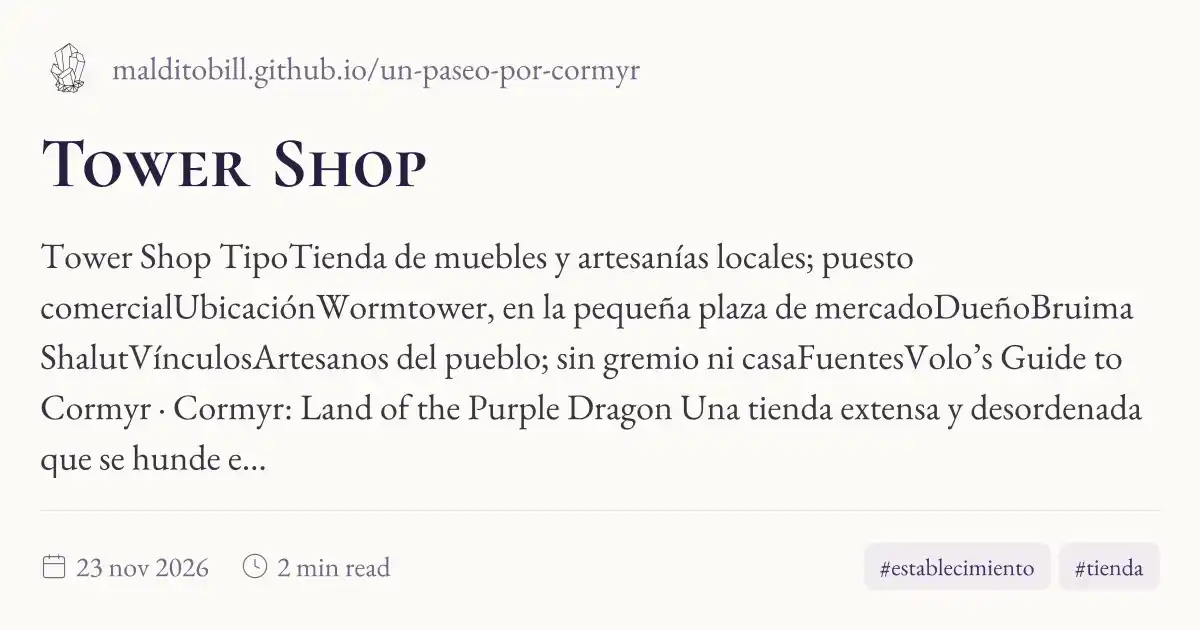 malditobill.github.io/un-paseo-por-cormyr
Tower Shop
Tower Shop TipoTienda de muebles y artesanías locales; puesto
comercialUbicaciónWormtower, en la pequeña plaza de mercadoDueñoBruima
ShalutVínculosArtesanos del pueblo; sin gremio ni casaFuentesVolo’s Guide to
Cormyr · Cormyr: Land of the Purple Dragon Una tienda extensa y desordenada
que se hunde e...
23 nov 2026
2 min read
#establecimiento
#tienda